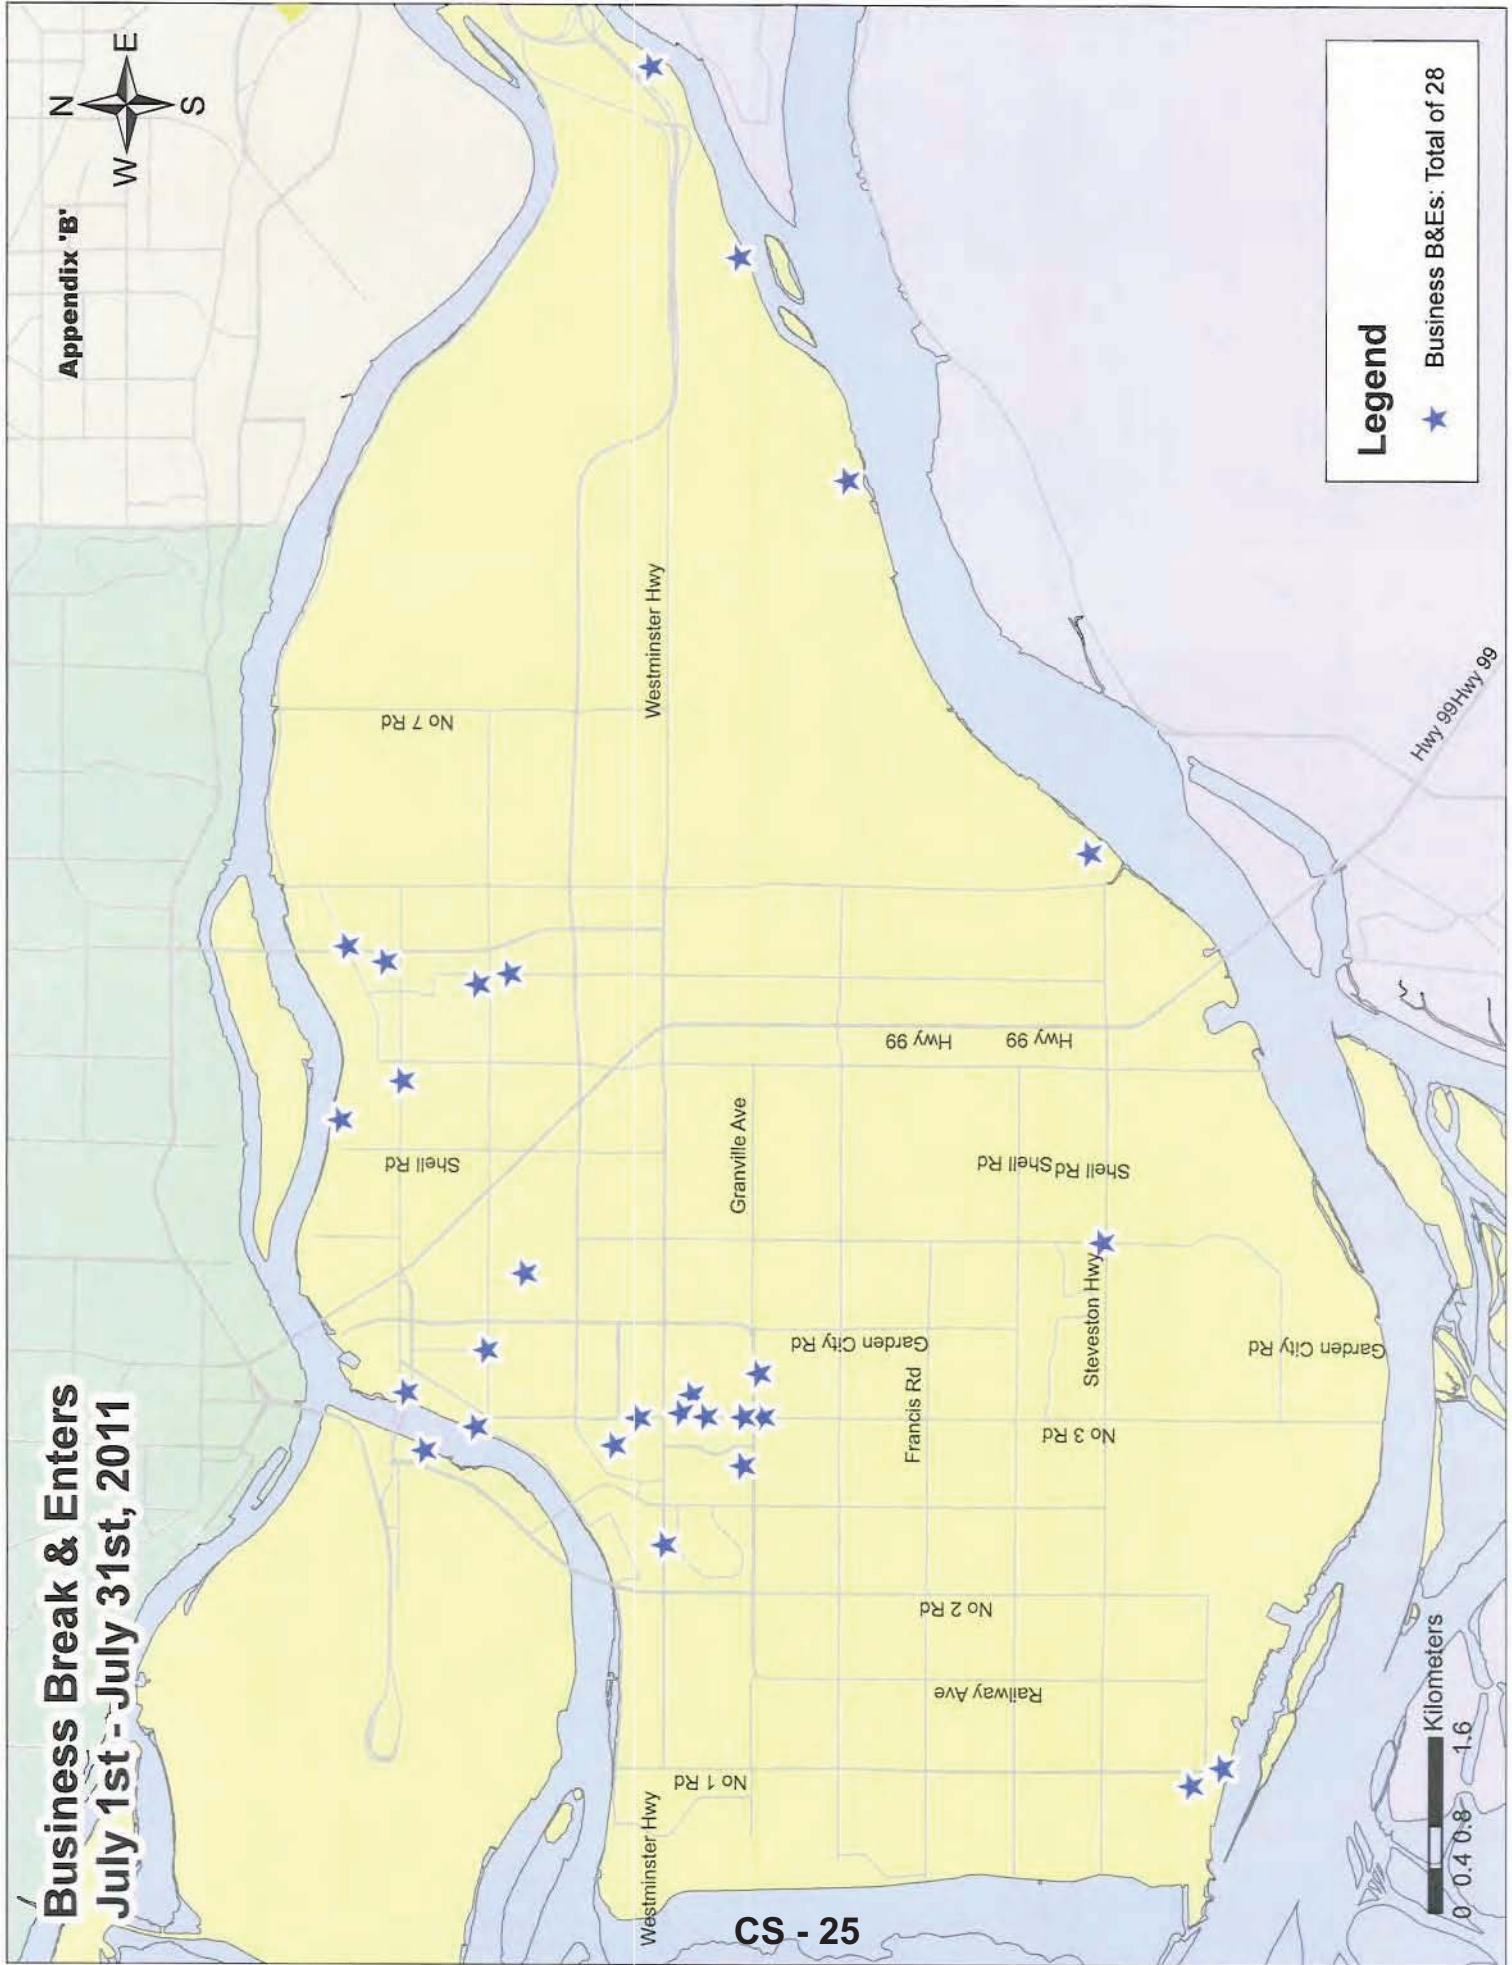 Business Break & Enters
July 1st - July 31st, 2011
Appendix 'B'
N
W
E
S
Westminster Hwy
Westminster Hwy
No 1 Rd
Railway Ave
No 2 Rd
No 3 Rd
Francis Rd
Garden City Rd
Garden City Rd
Steveston Hwy
Granville Ave
Shell Rd
Shell Rd
Shell Rd
Hwy 99
Hwy 99
No 7 Rd
Hwy 99
Hwy 99
Legend
Business B&Es: Total of 28
Kilometers
0 0.4 0.8 1.6
CS - 25